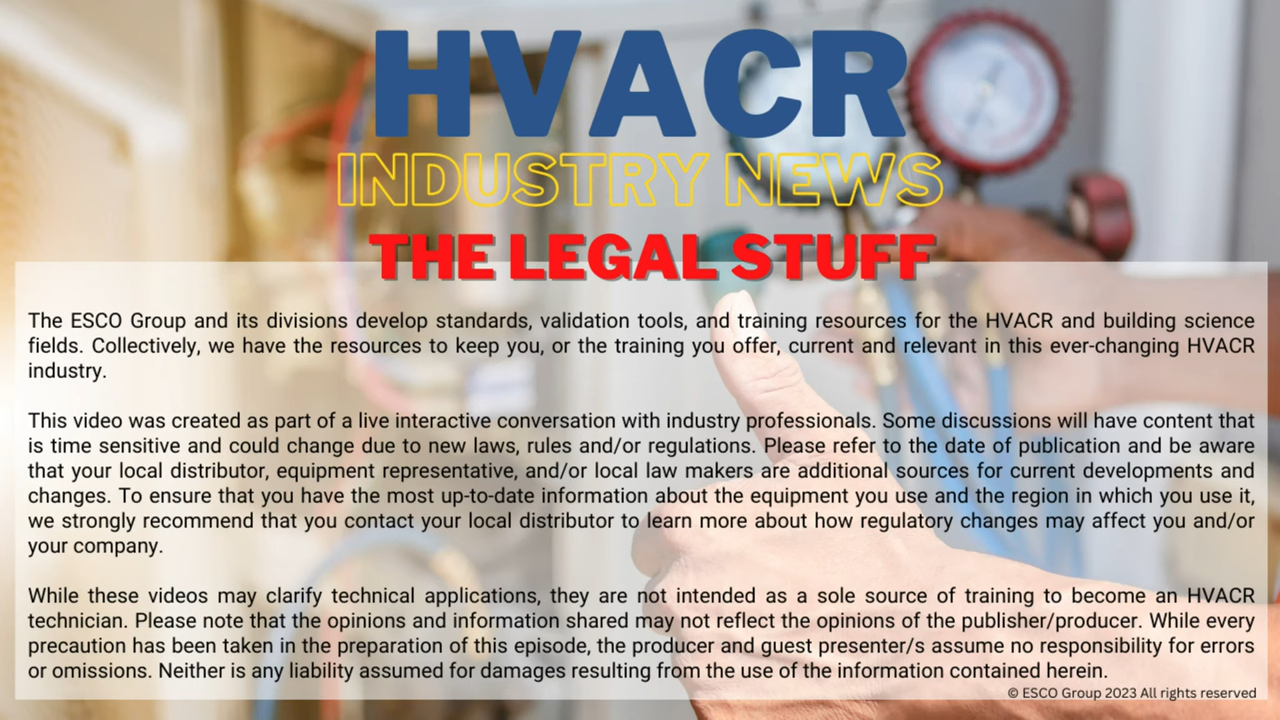 HVACR
INDUSTRY NEWS
THE LEGAL STUFF
The ESCO Group and its divisions develop standards, validation tools, and training resources for the HVACR and building science
fields. Collectively, we have the resources to keep you, or the training you offer, current and relevant in this ever-changing HVACR
industry.
This video was created as part of a live interactive conversation with industry professionals. Some discussions will have content that
is time sensitive and could change due to new laws, rules and/or regulations. Please refer to the date of publication and be aware
that your local distributor, equipment representative, and/or local law makers are additional sources for current developments and
changes. To ensure that you have the most up-to-date information about the equipment you use and the region in which you use it,
we strongly recommend that you contact your local distributor to learn more about how regulatory changes may affect you and/or
your company.
While these videos may clarify technical applications, they are not intended as a sole source of training to become an HVACR
technician. Please note that the opinions and information shared may not reflect the opinions of the publisher/producer. While every
precaution has been taken in the preparation of this episode, the producer and guest presenter/s assume no responsibility for errors
or omissions. Neither is any liability assumed for damages resulting from the use of the information contained herein.
© ESCO Group 2023 All rights reserved